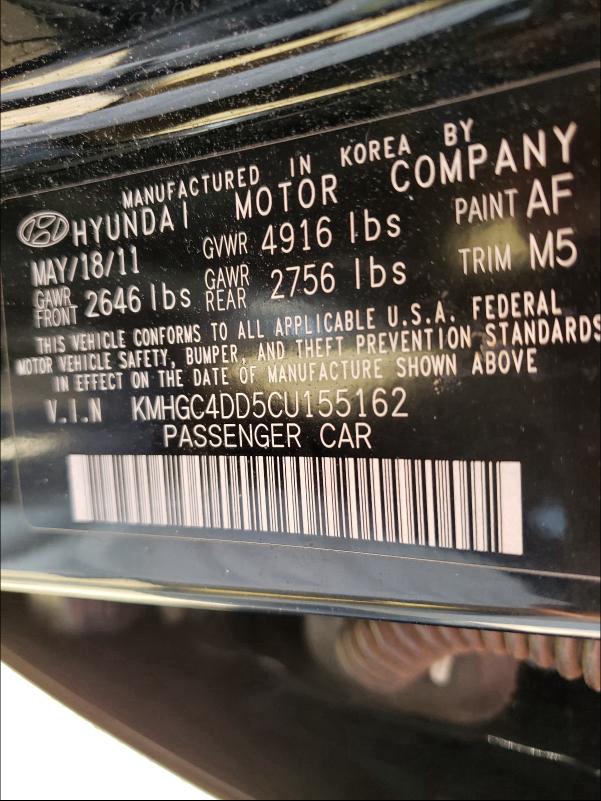 MANUFACTURED IN KOREA BY
HYUNDAI MOTOR COMPANY
MAY/18/11 GVWR 4916 lbs PAINT AF
GAWR FRONT 2646 lbs GAWR REAR 2756 lbs TRIM M5
THIS VEHICLE CONFORMS TO ALL APPLICABLE U.S.A. FEDERAL
MOTOR VEHICLE SAFETY, BUMPER, AND THEFT PREVENTION STANDARDS
IN EFFECT ON THE DATE OF MANUFACTURE SHOWN ABOVE
V.I.N KMHGC4DD5CU155162
PASSENGER CAR